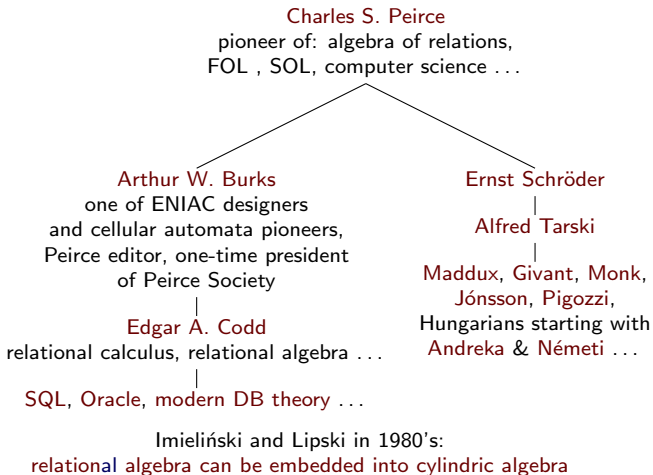 Charles S. Peirce
pioneer of: algebra of relations,
FOL , SOL, computer science . . .
Arthur W. Burks
one of ENIAC designers
and cellular automata pioneers,
Peirce editor, one-time president
of Peirce Society
Edgar A. Codd
relational calculus, relational algebra . . .
SQL, Oracle, modern DB theory . . .
Ernst Schröder
Alfred Tarski
Maddux, Givant, Monk,
Jónsson, Pigozzi,
Hungarians starting with
Andreka & Németi . . .
Imieliński and Lipski in 1980's:
relational algebra can be embedded into cylindric algebra